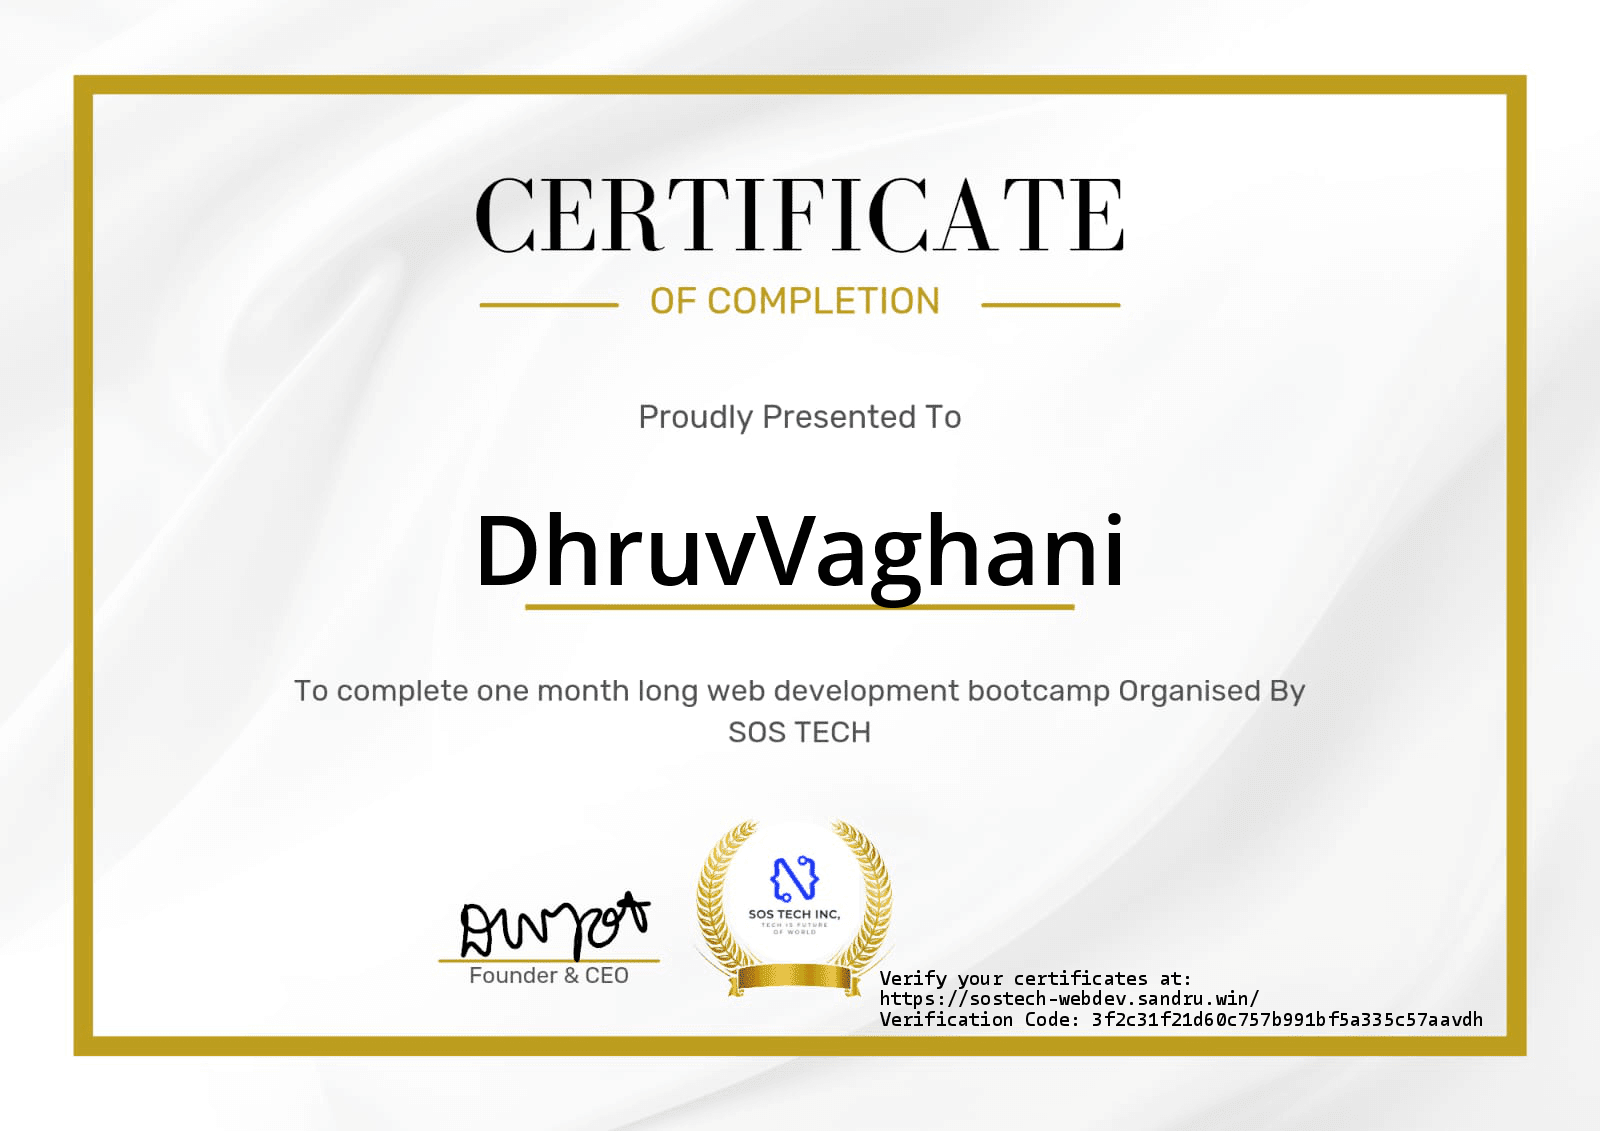 CERTIFICATE
OF COMPLETION
Proudly Presented To
DhruvVaghani
To complete one month long web development bootcamp Organised By
SOS TECH
Founder & CEO
SOS TECH INC,
TECH IS FUTURE
OF WORLD
Verify your certificates at:
https://sostech-webdev.sandru.win/
Verification Code: 3f2c31f21d60c757b991bf5a335c57aavdh